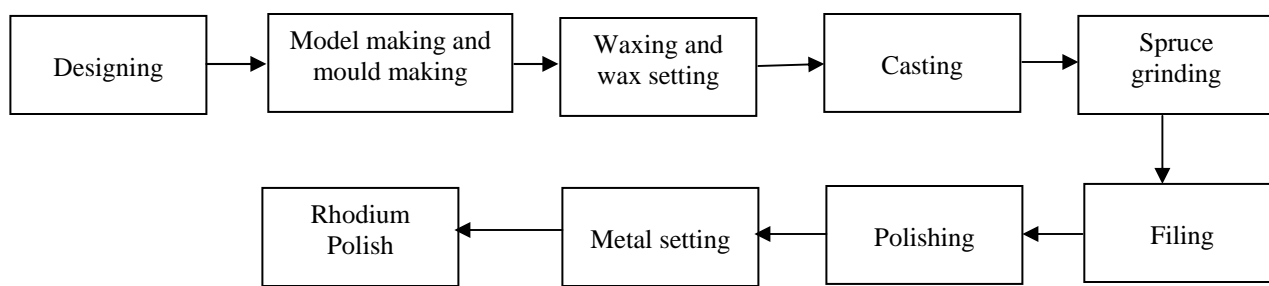 Designing
Model making and
mould making
Waxing and
wax setting
Casting
Spruce
grinding
Filing
Polishing
Metal setting
Rhodium
Polish